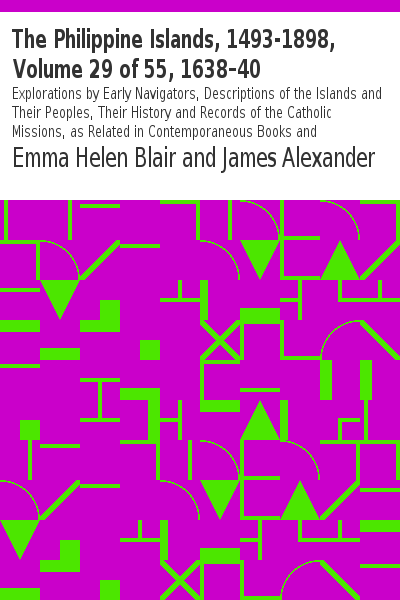 The Philippine Islands, 1493-1898,
Volume 29 of 55, 1638–40
Explorations by Early Navigators, Descriptions of the Islands and
Their Peoples, Their History and Records of the Catholic
Missions, as Related in Contemporaneous Books and
Emma Helen Blair and James Alexander